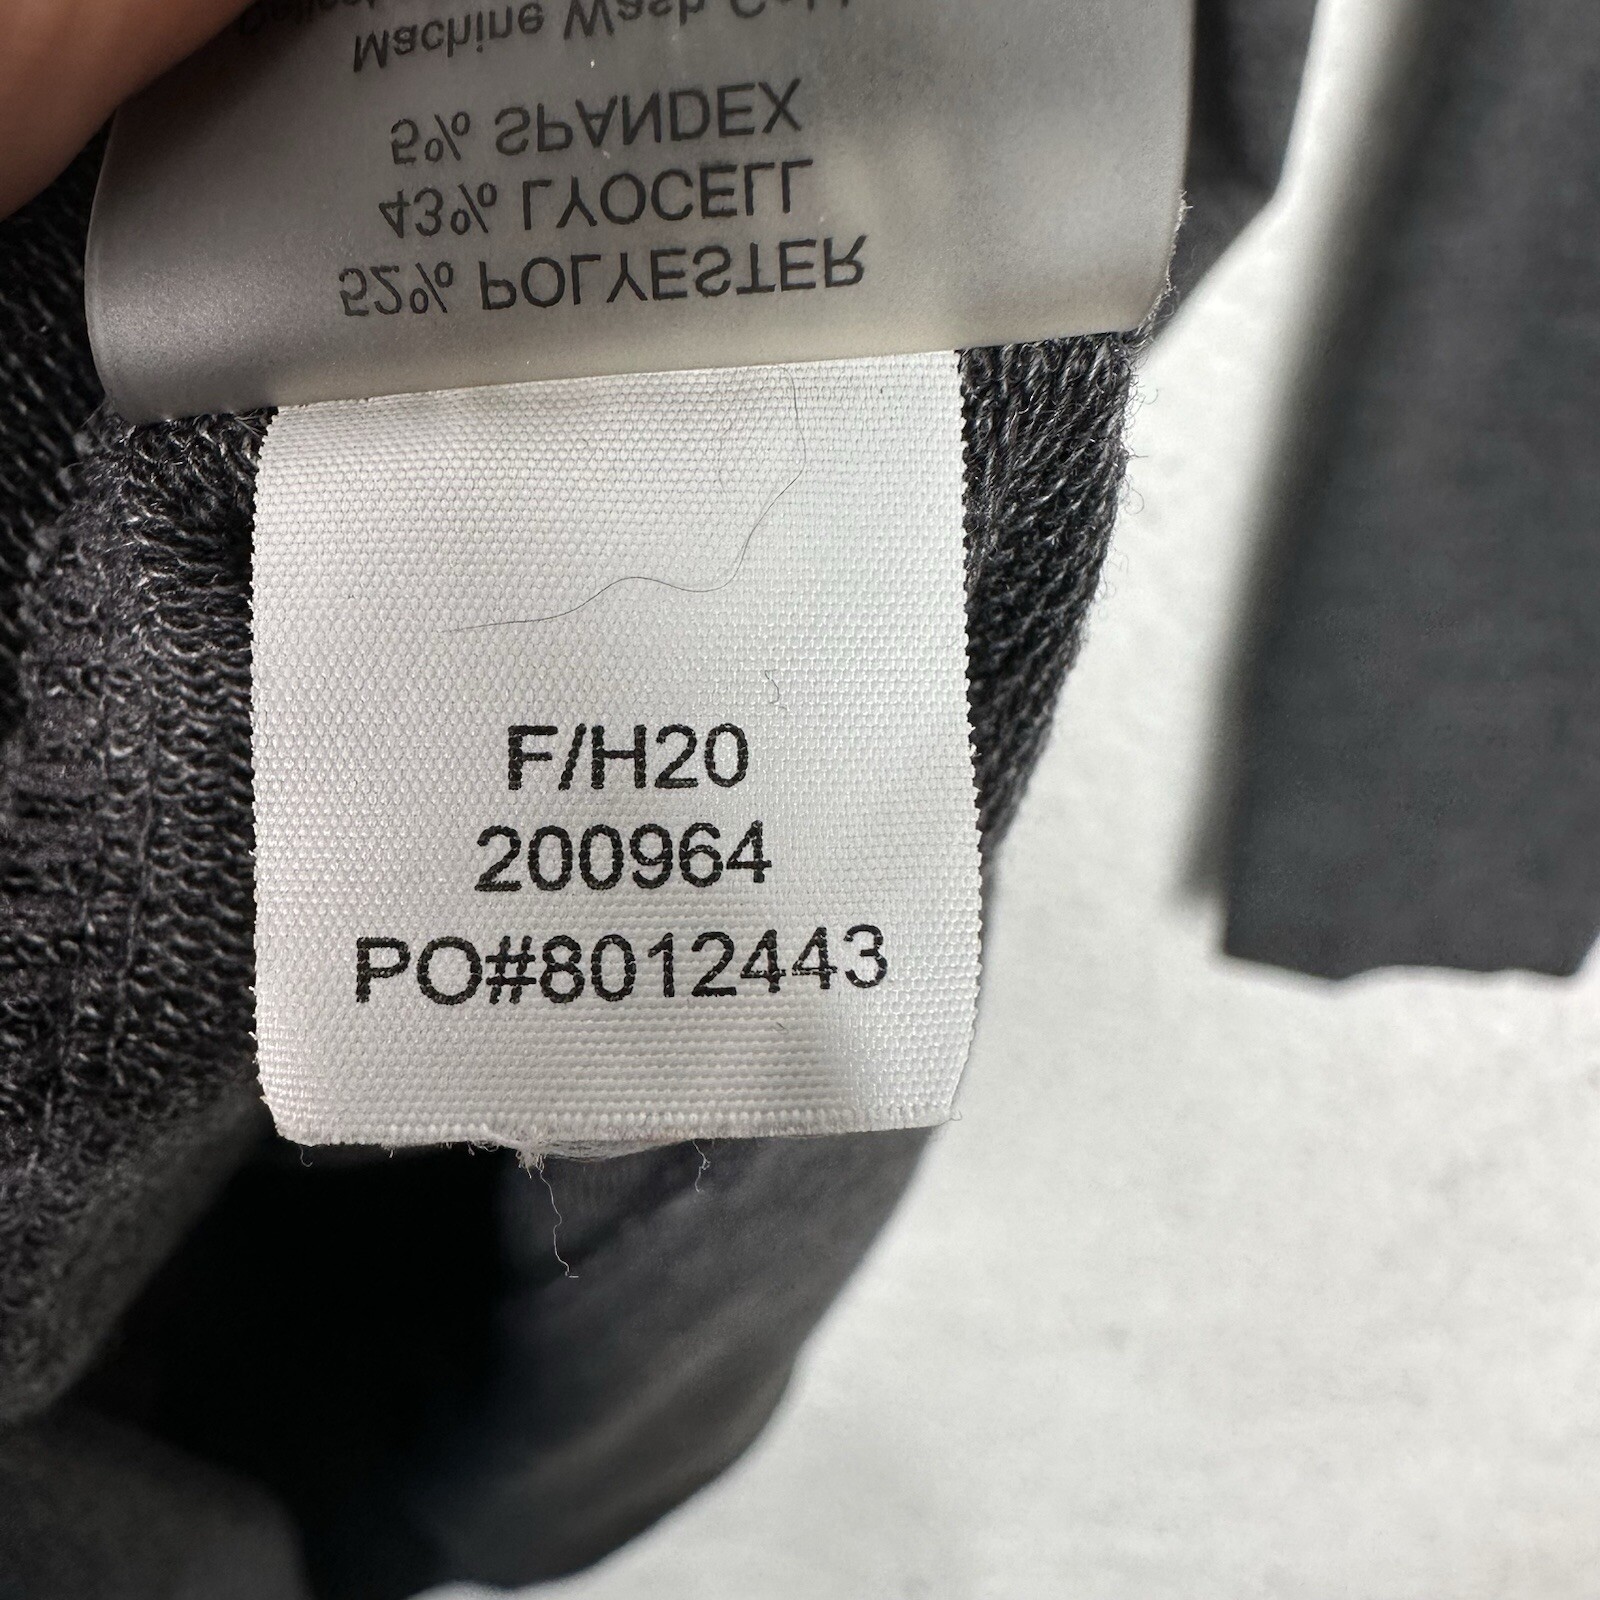 Machine Wash Cold
5% SPANDEX
43% LYOCELL
52% POLYESTER
F/H20
200964
PO#8012443